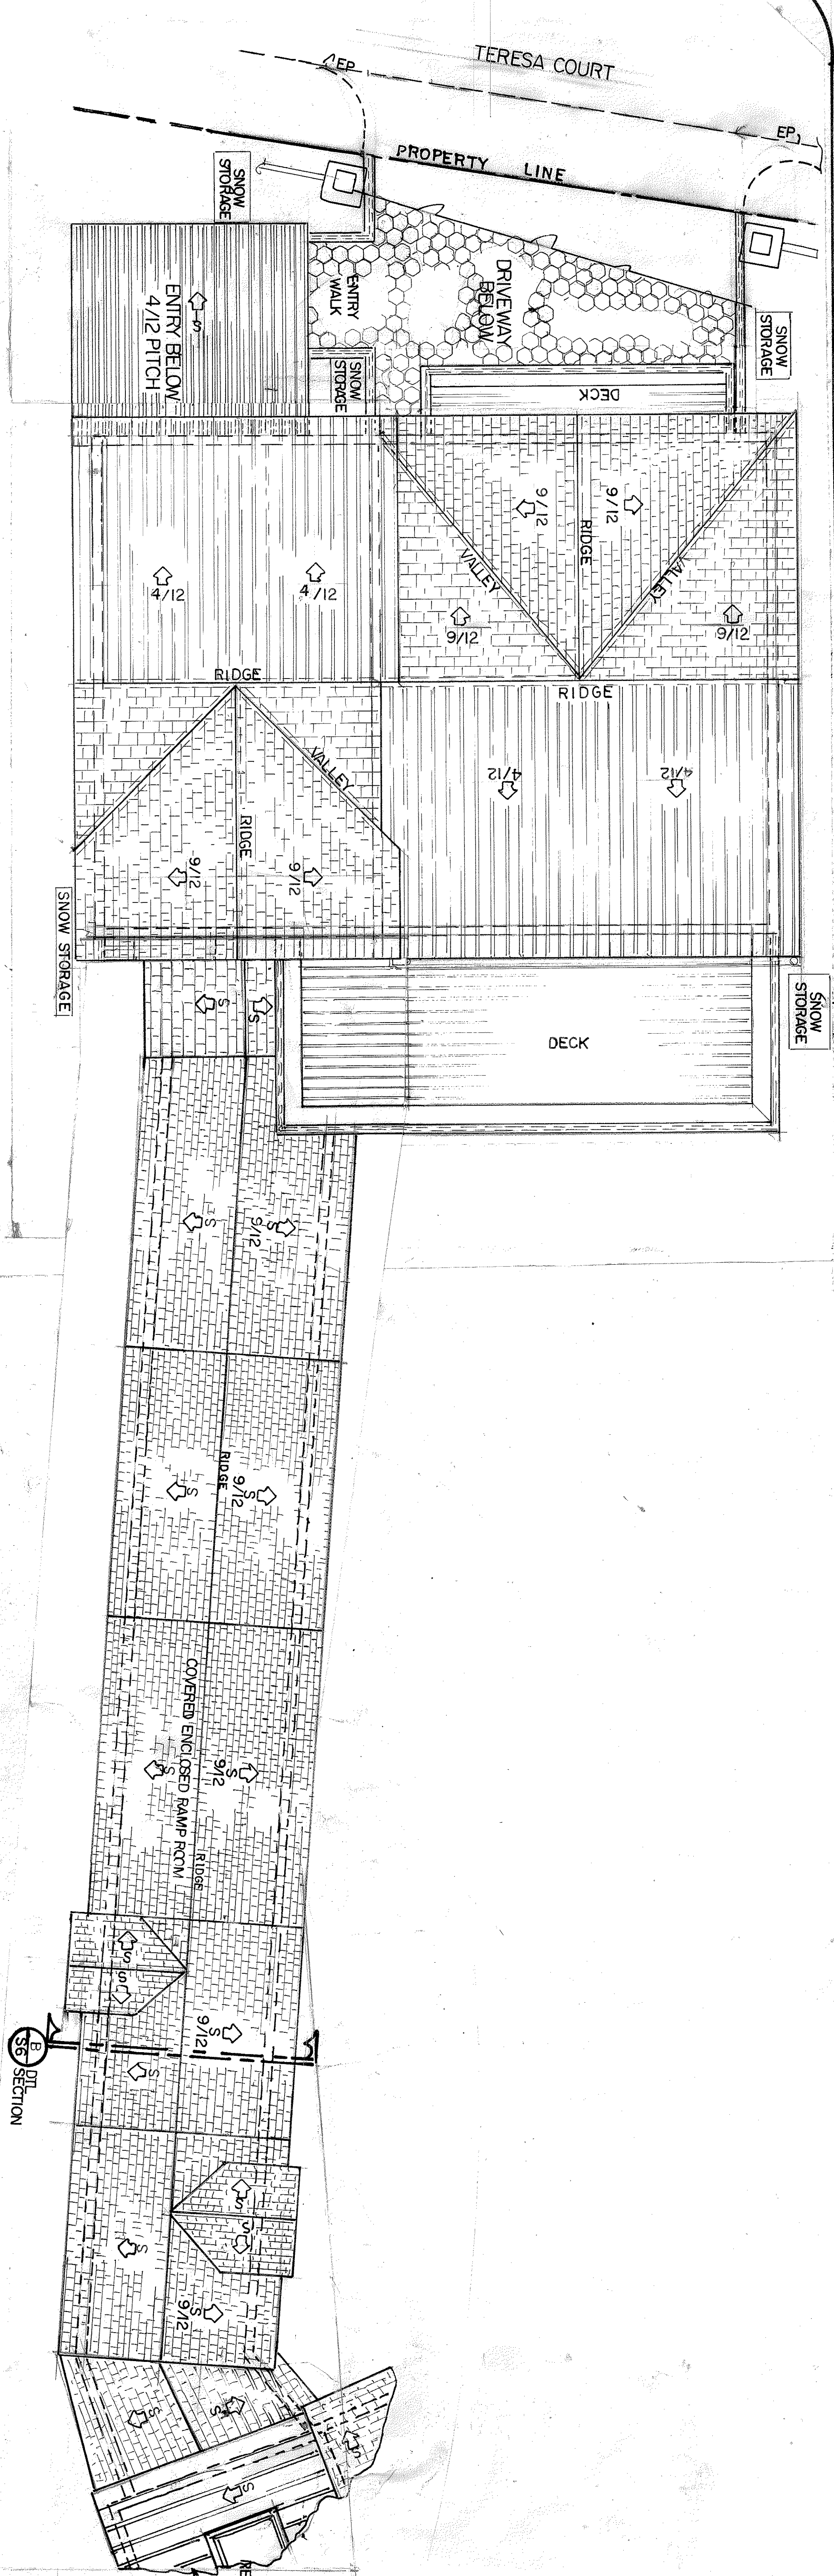 TERESA COURT
EP
EP
PROPERTY LINE
SNOW
STORAGE
DRIVEWAY
BELOW
ENTRY
WALK
SNOW
STORAGE
S
ENTRY BELOW
4/12 PITCH
SNOW
STORAGE
DECK
9/12
9/12
RIDGE
VALLEY
VALLEY
4/12
4/12
9/12
9/12
RIDGE
RIDGE
VALLEY
4/12
4/12
RIDGE
9/12
9/12
SNOW STORAGE
SNOW
STORAGE
S
S
DECK
S
S
9/12
RIDGE
S
S
9/12
COVERED ENCLOSED RAMP ROOM
S
S
9/12
RIDGE
S
S
S
9/12
B
S6
DTL
SECTION
S
S
S
S
S
9/12
S
S
S
S
RE